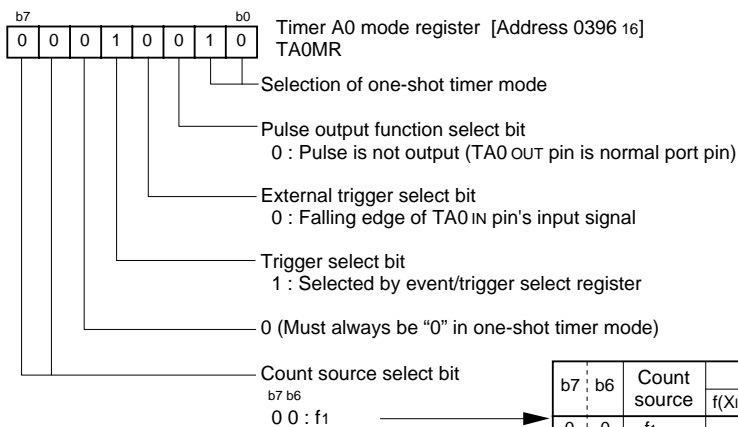 b7 b0
0 0 0 1 0 0 1 0
Timer A0 mode register [Address 0396 16]
TA0MR
Selection of one-shot timer mode
Pulse output function select bit
0 : Pulse is not output (TA0 OUT pin is normal port pin)
External trigger select bit
0 : Falling edge of TA0 IN pin's input signal
Trigger select bit
1 : Selected by event/trigger select register
0 (Must always be “0” in one-shot timer mode)
Count source select bit
b7 b6
0 0 : f1
b7 b6 Count source
0 0 f1